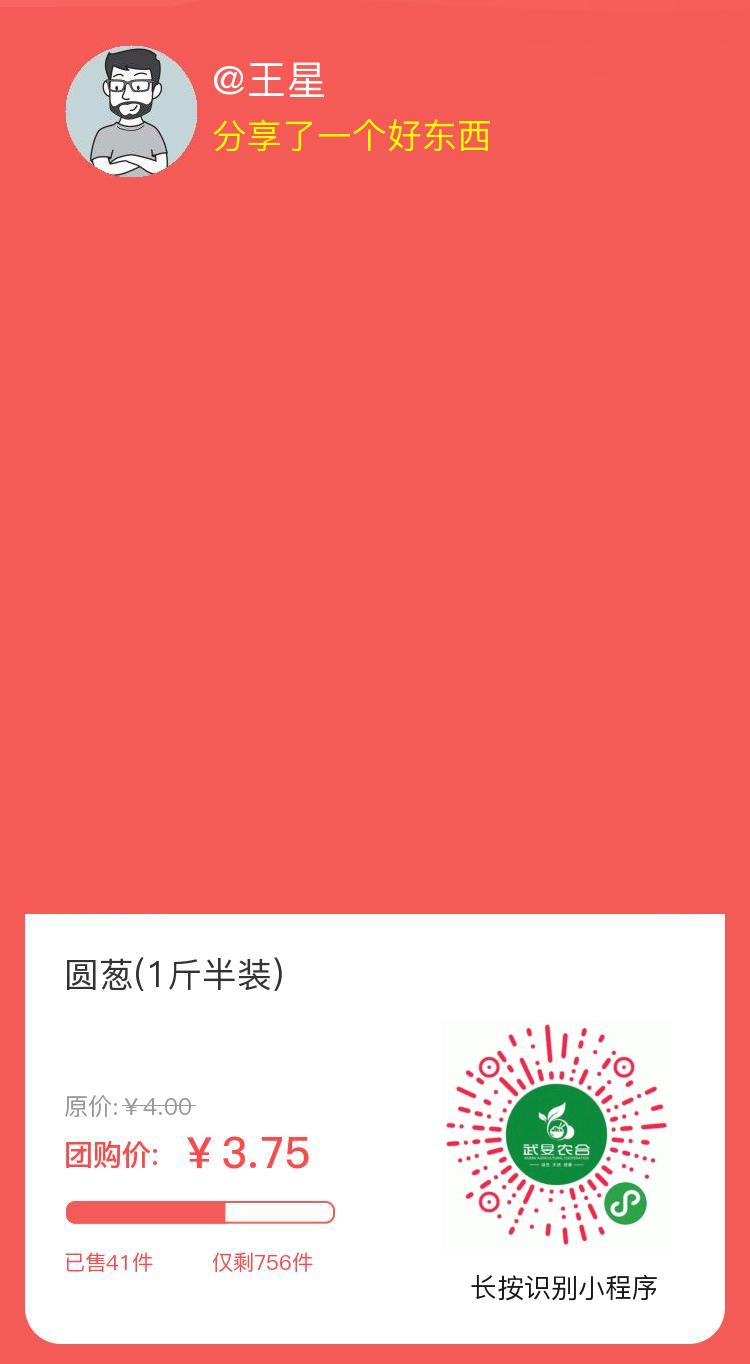 @王星
分享了一个好东西
圆葱(1斤半装)
原价:￥4.00
团购价: ￥3.75
已售41件 仅剩756件
武安农合
长按识别小程序